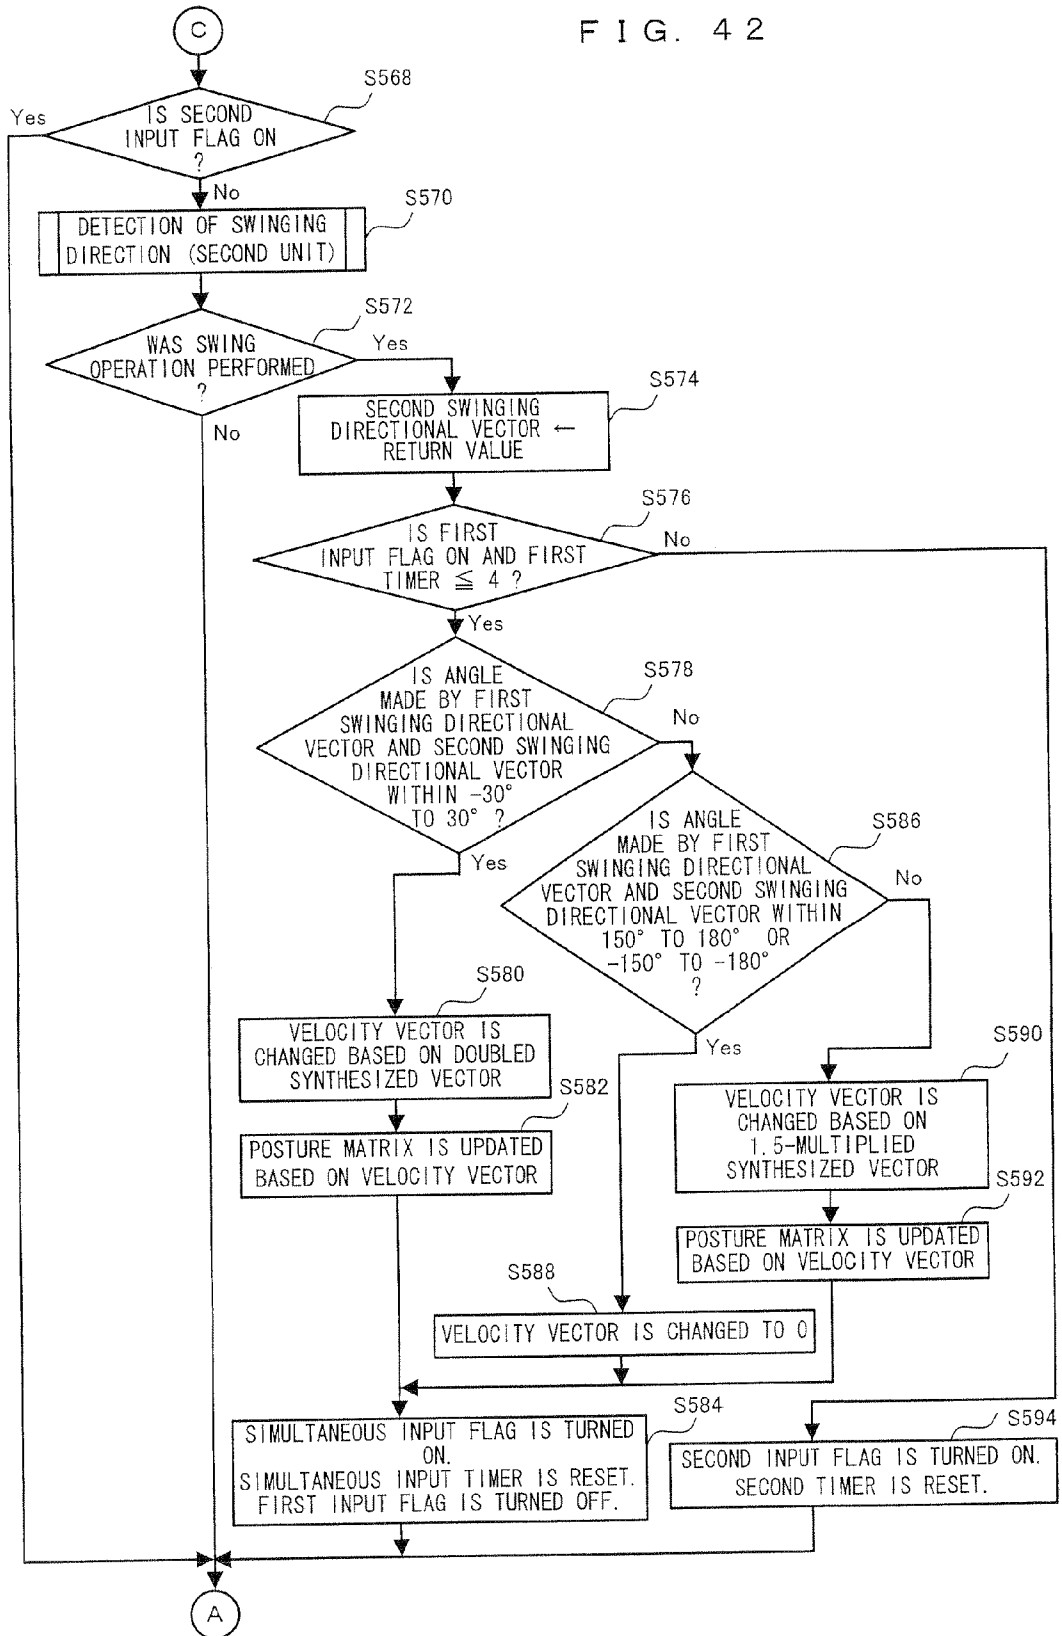 FIG. 42
C
S568
Yes
IS SECOND
INPUT FLAG ON
?
No
S570
DETECTION OF SWINGING
DIRECTION (SECOND UNIT)
S572
WAS SWING
OPERATION PERFORMED
?
Yes
No
S574
SECOND SWINGING
DIRECTIONAL VECTOR ←
RETURN VALUE
S576
IS FIRST
INPUT FLAG ON AND FIRST
TIMER ≦ 4 ?
No
Yes
S578
IS ANGLE
MADE BY FIRST
SWINGING DIRECTIONAL
VECTOR AND SECOND SWINGING
DIRECTIONAL VECTOR
WITHIN -30°
TO 30° ?
No
Yes
S586
IS ANGLE
MADE BY FIRST
SWINGING DIRECTIONAL
VECTOR AND SECOND SWINGING
DIRECTIONAL VECTOR WITHIN
150° TO 180° OR
-150° TO -180°
?
No
Yes
S580
VELOCITY VECTOR IS
CHANGED BASED ON DOUBLED
SYNTHESIZED VECTOR
S582
POSTURE MATRIX IS UPDATED
BASED ON VELOCITY VECTOR
S590
VELOCITY VECTOR IS
CHANGED BASED ON
1.5-MULTIPLIED
SYNTHESIZED VECTOR
S592
POSTURE MATRIX IS UPDATED
BASED ON VELOCITY VECTOR
S588
VELOCITY VECTOR IS CHANGED TO 0
S584
SIMULTANEOUS INPUT FLAG IS TURNED
ON.
SIMULTANEOUS INPUT TIMER IS RESET.
FIRST INPUT FLAG IS TURNED OFF.
S594
SECOND INPUT FLAG IS TURNED ON.
SECOND TIMER IS RESET.
A